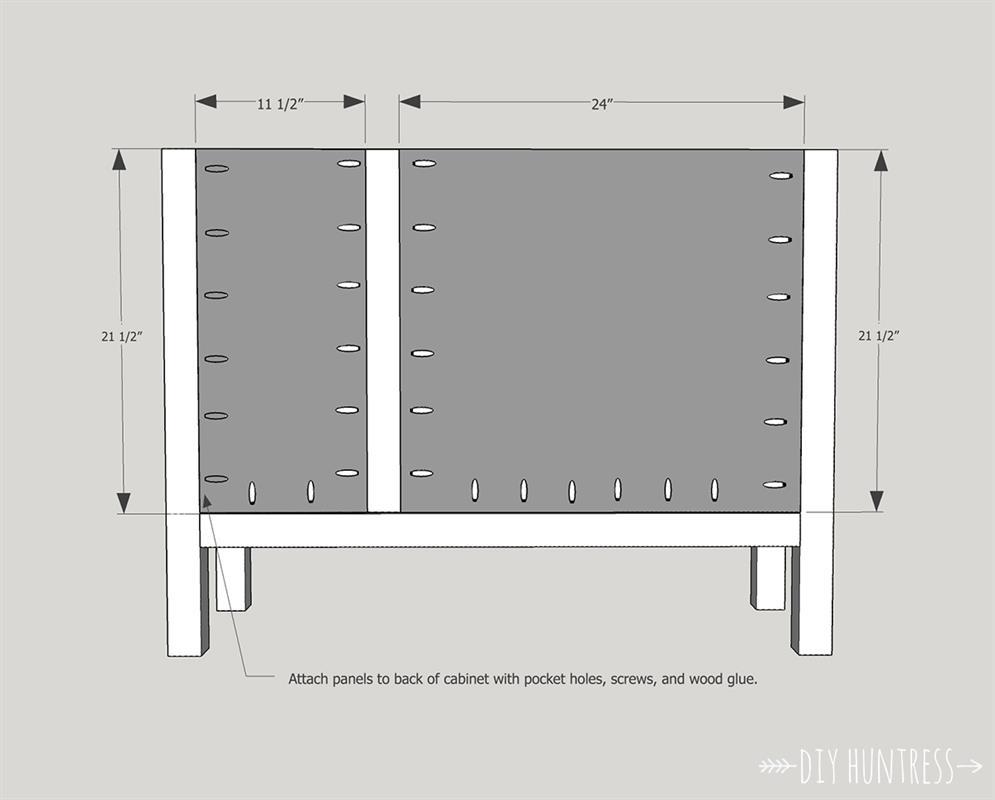 11 1/2”
24”
21 1/2”
21 1/2”
Attach panels to back of cabinet with pocket holes, screws, and wood glue.
DIY HUNTRESS